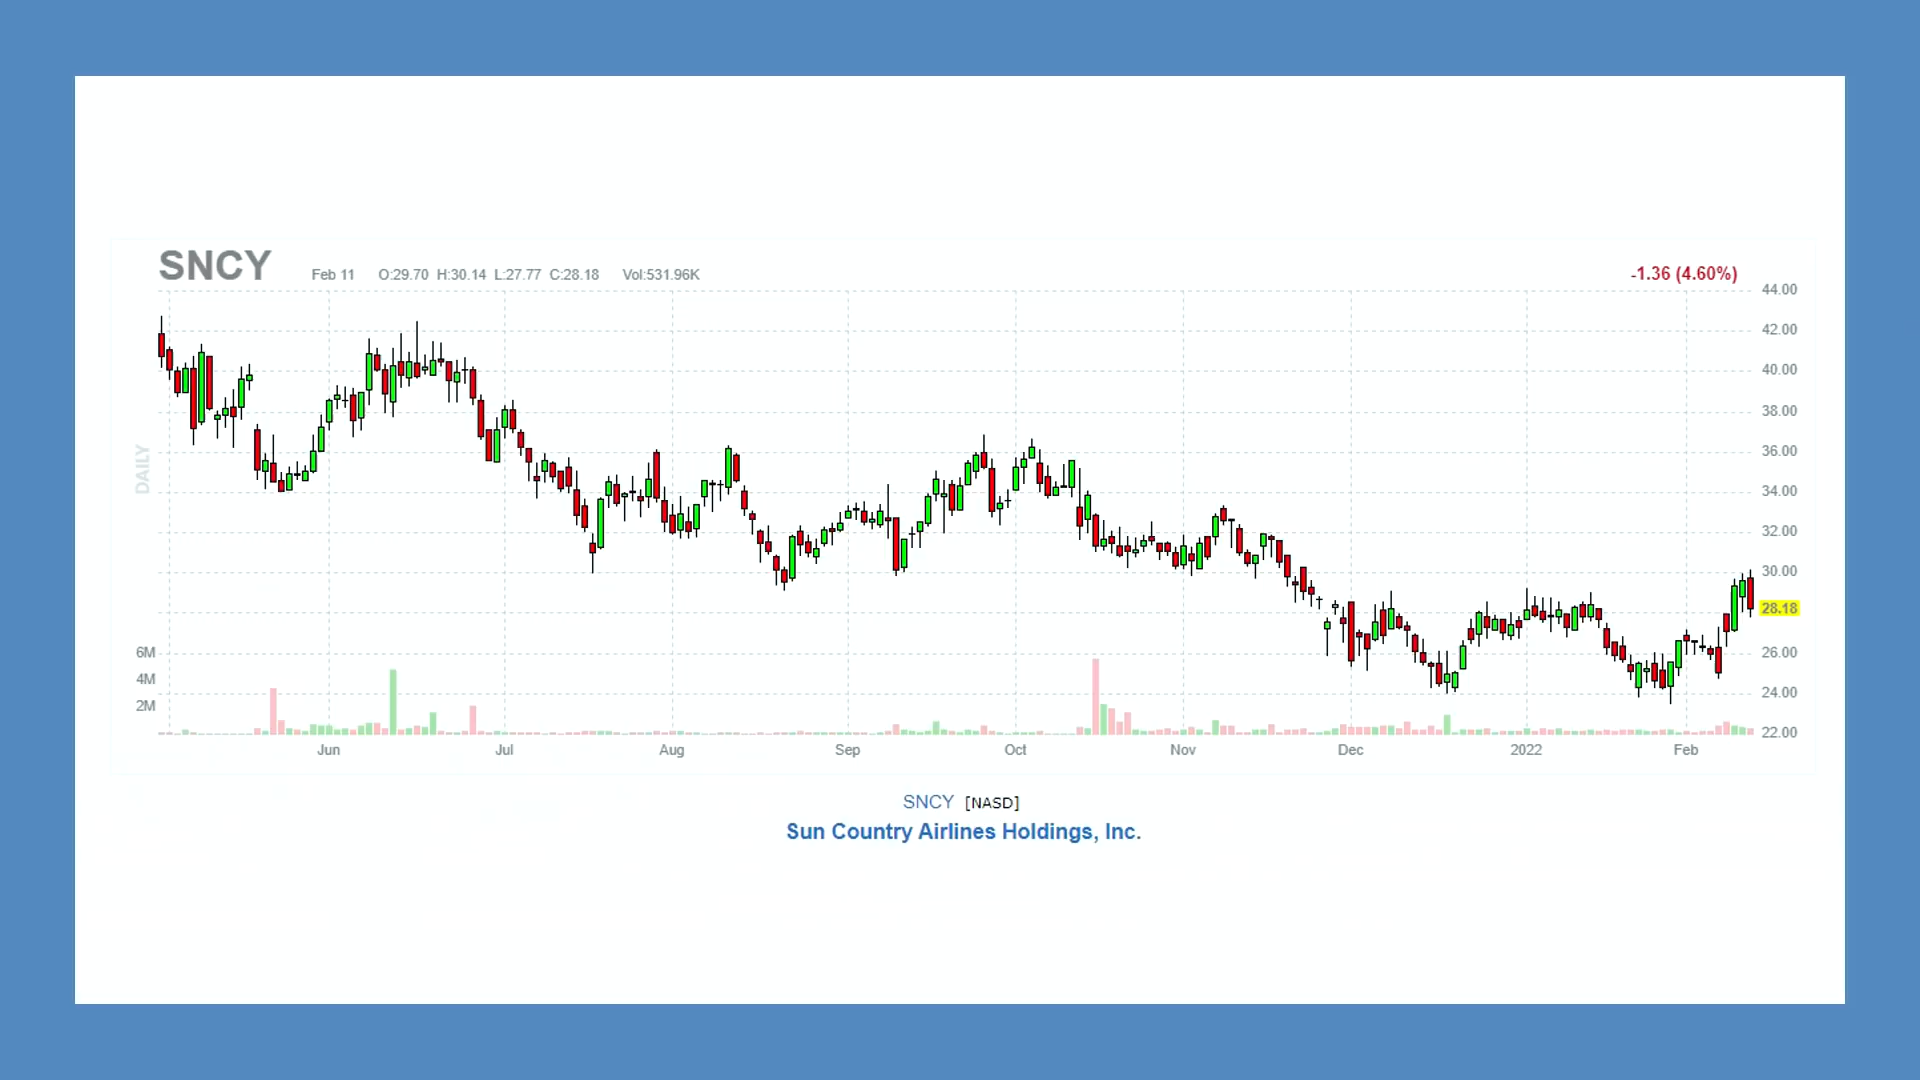 SNCY Feb 11 O:29.70 H:30.14 L:27.77 C:28.18 Vol:531.96K -1.36 (4.60%)
44.00
42.00
40.00
38.00
36.00
DAILY
34.00
32.00
30.00
28.18
6M 26.00
4M
24.00
2M
22.00
Jun Jul Aug Sep Oct Nov Dec 2022 Feb
SNCY [NASD]
Sun Country Airlines Holdings, Inc.